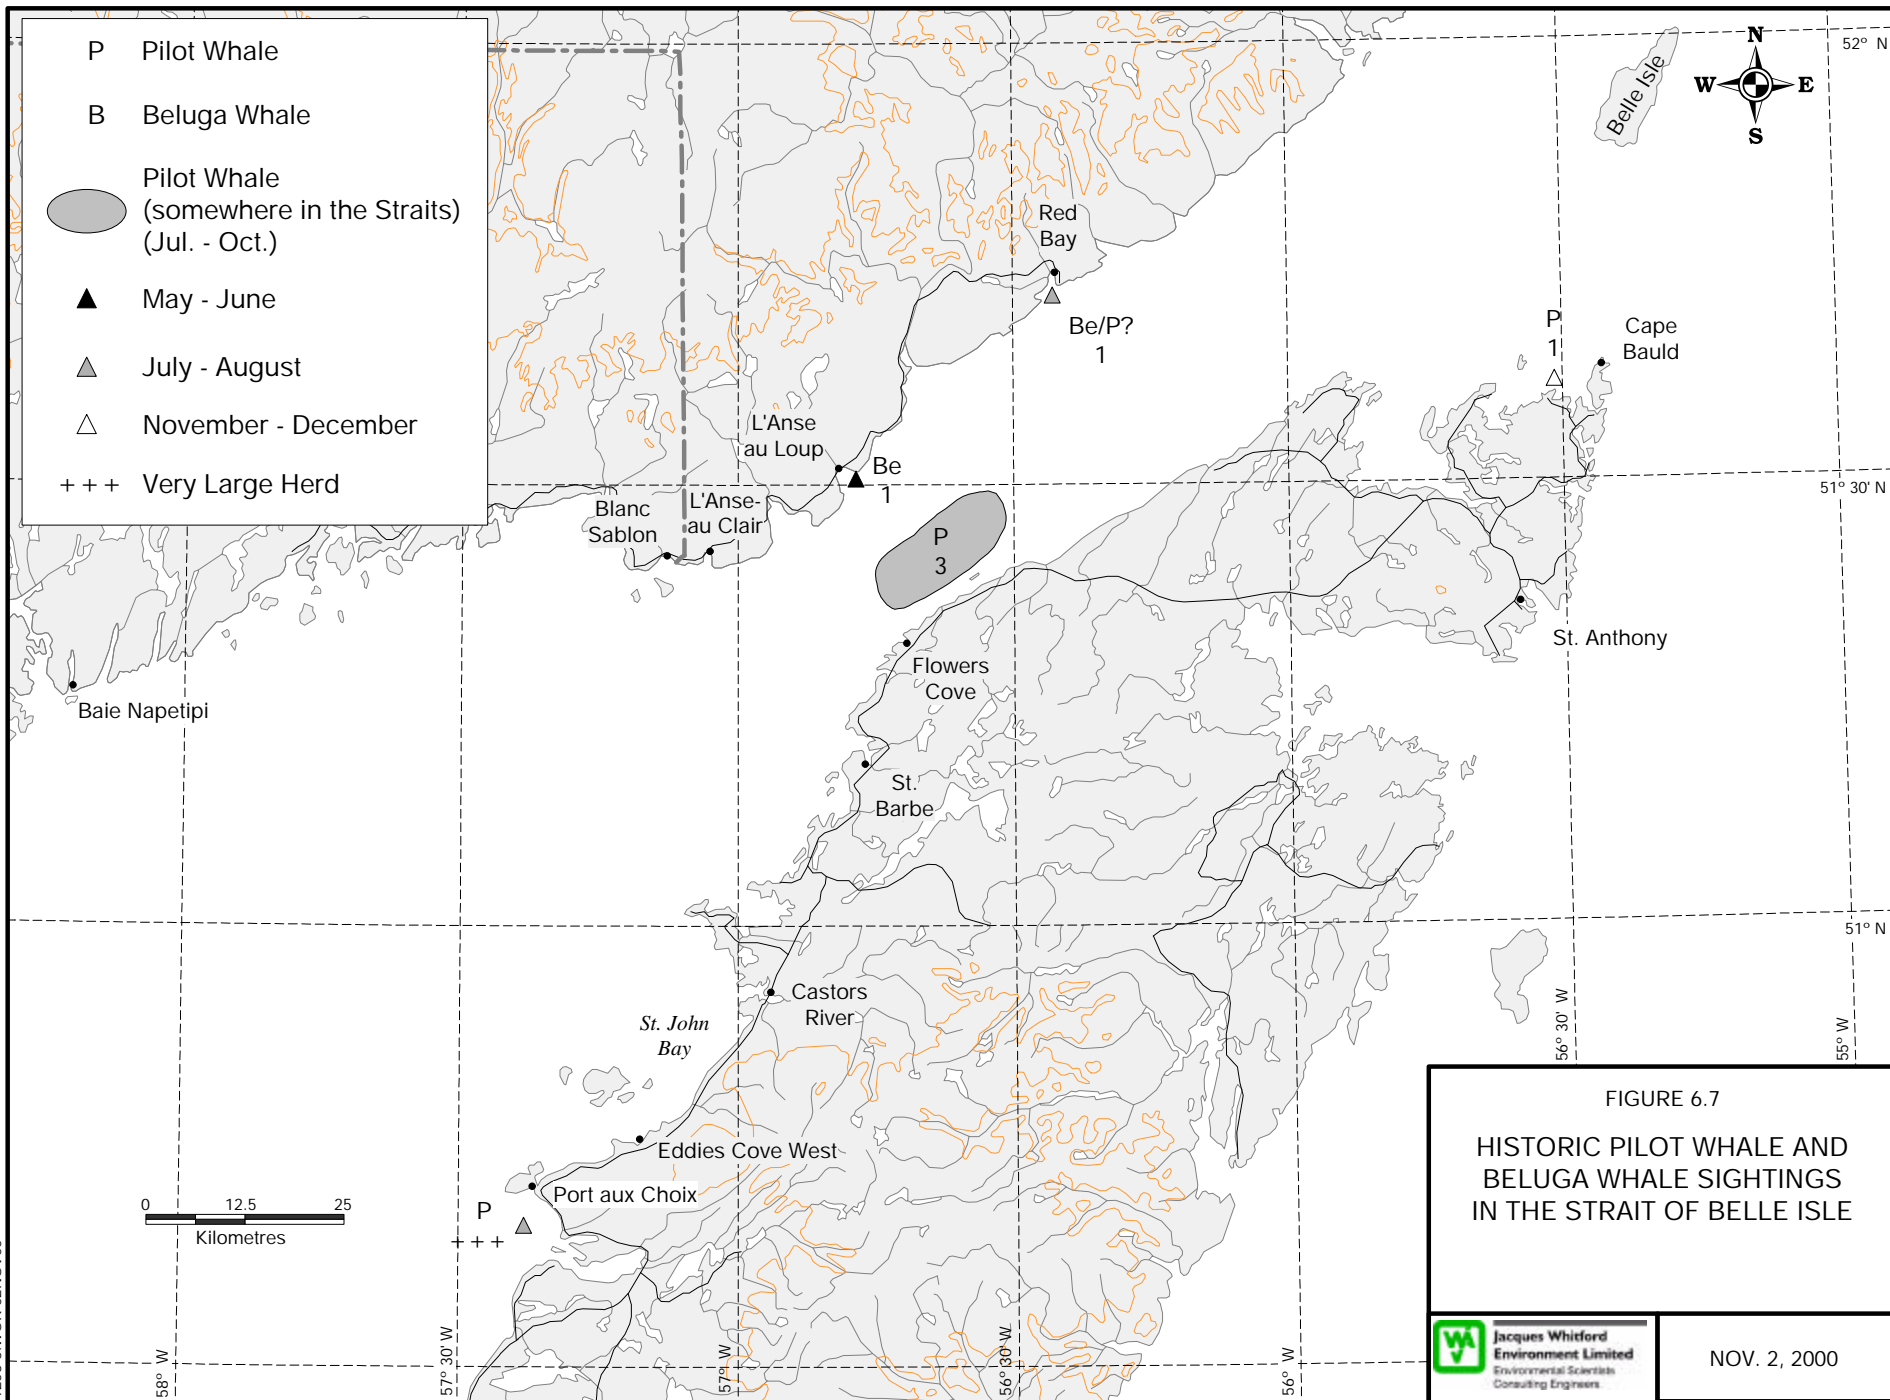 P Pilot Whale
B Beluga Whale
Pilot Whale
(somewhere in the Straits)
(Jul. - Oct.)
May - June
July - August
November - December
+ + + Very Large Herd
N
W E
S
52° N
Belle Isle
Red
Bay
Be/P?
1
P
1
Cape
Bauld
L'Anse
au Loup
Be
1
51° 30' N
Blanc
Sablon
L'Anse-
au Clair
P
3
St. Anthony
Flowers
Cove
Baie Napetipi
St.
Barbe
51° N
Castors
River
St. John
Bay
56° 30' W
55° W
Eddies Cove West
Port aux Choix
P
+ + +
0 12.5 25
Kilometres
58° W
57° 30' W
57° W
56° 30' W
56° W
FIGURE 6.7
HISTORIC PILOT WHALE AND
BELUGA WHALE SIGHTINGS
IN THE STRAIT OF BELLE ISLE
Jacques Whitford
Environment Limited
Environmental Scientists
Consulting Engineers
NOV. 2, 2000